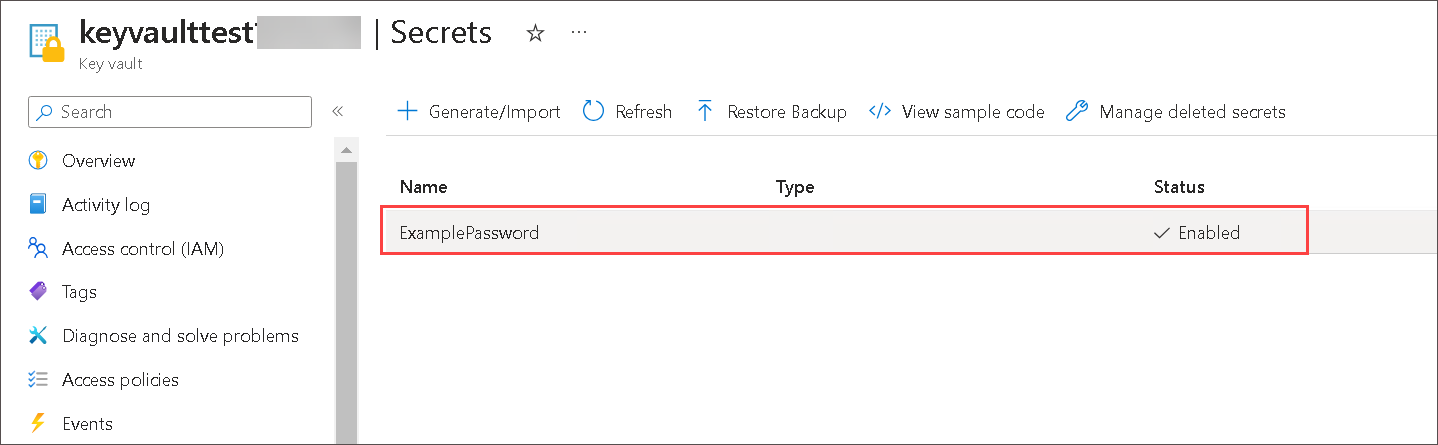 keyvaulttest | Secrets ☆ ···
Key vault
Search «
+ Generate/Import Refresh Restore Backup </> View sample code Manage deleted secrets
Overview
Activity log
Access control (IAM)
Tags
Diagnose and solve problems
Access policies
Events
Name Type Status
ExamplePassword ✓ Enabled